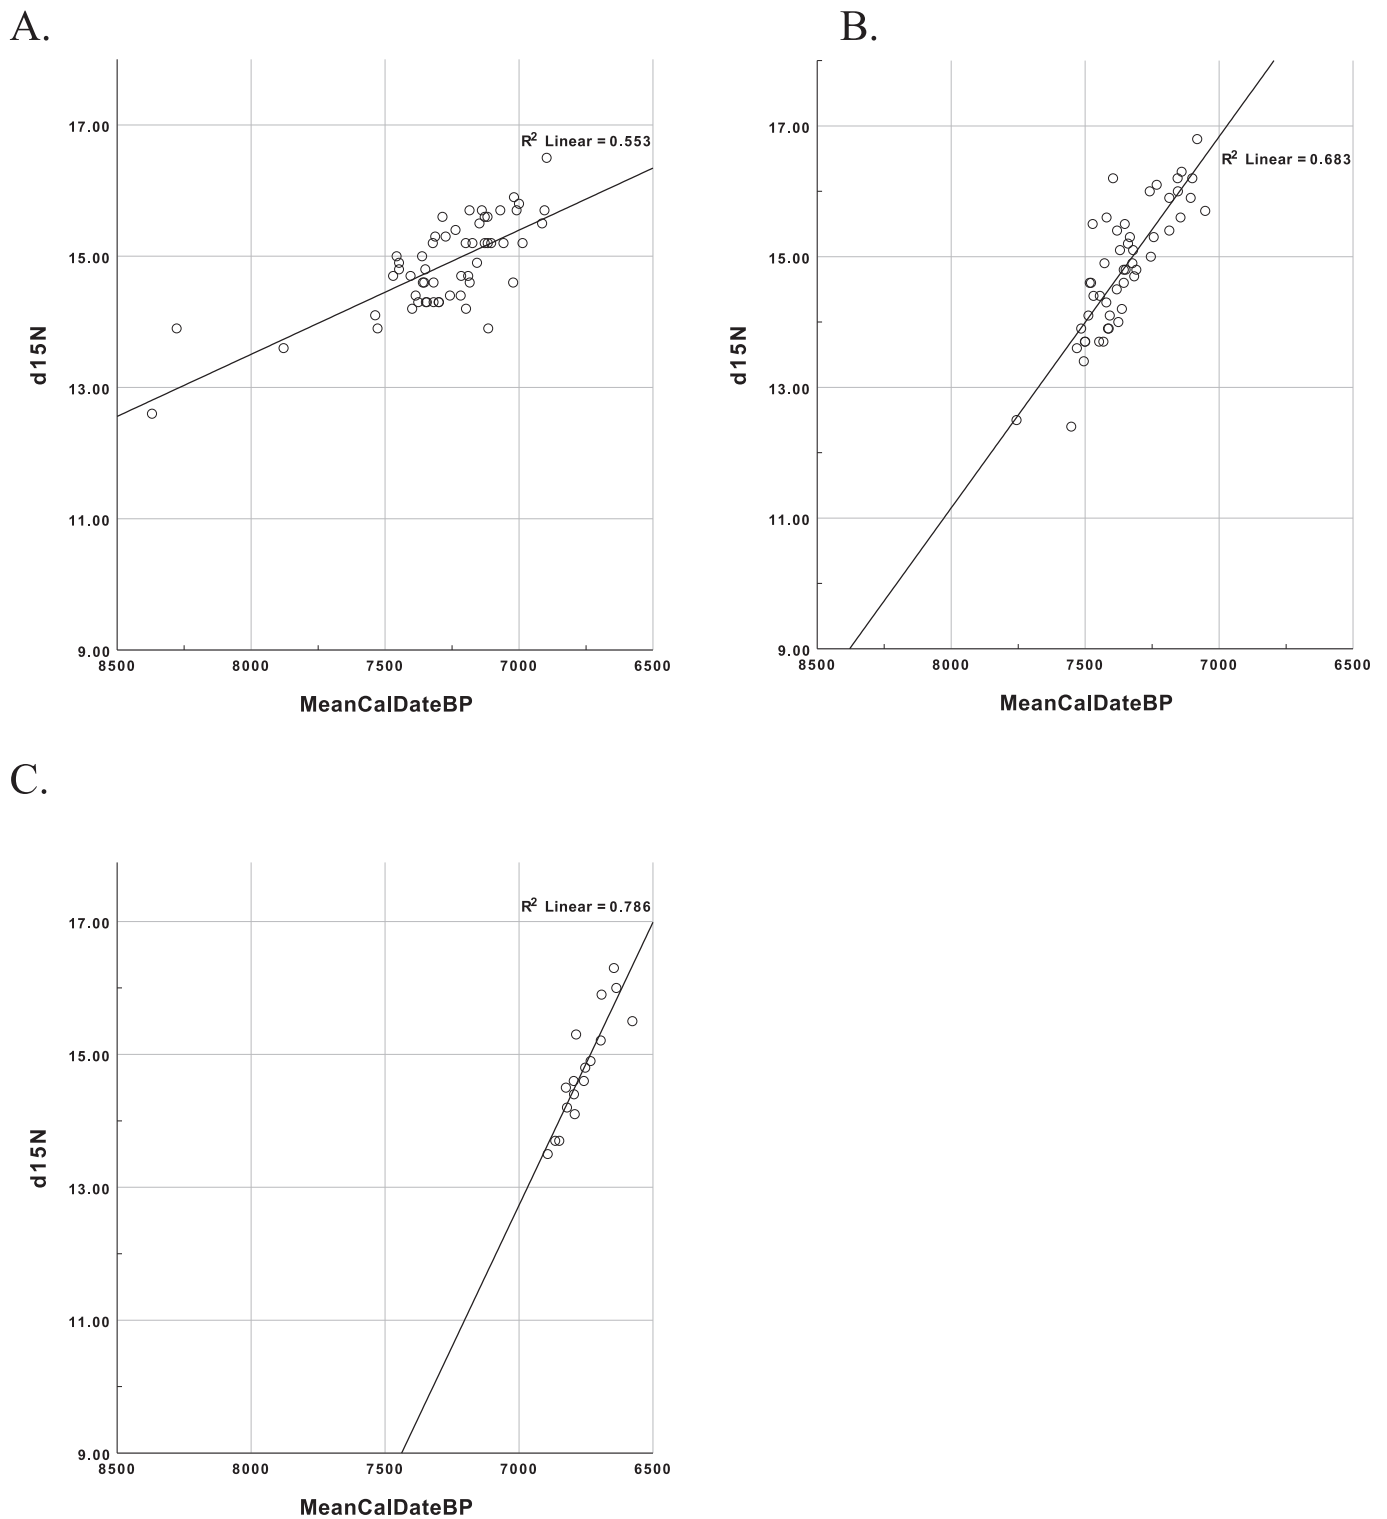 A.
17.00
R² Linear = 0.553
15.00
d15N
13.00
11.00
9.00
8500 8000 7500 7000 6500
MeanCalDateBP
B.
17.00
R² Linear = 0.683
15.00
d15N
13.00
11.00
9.00
8500 8000 7500 7000 6500
MeanCalDateBP
C.
R² Linear = 0.786
17.00
15.00
d15N
13.00
11.00
9.00
8500 8000 7500 7000 6500
MeanCalDateBP